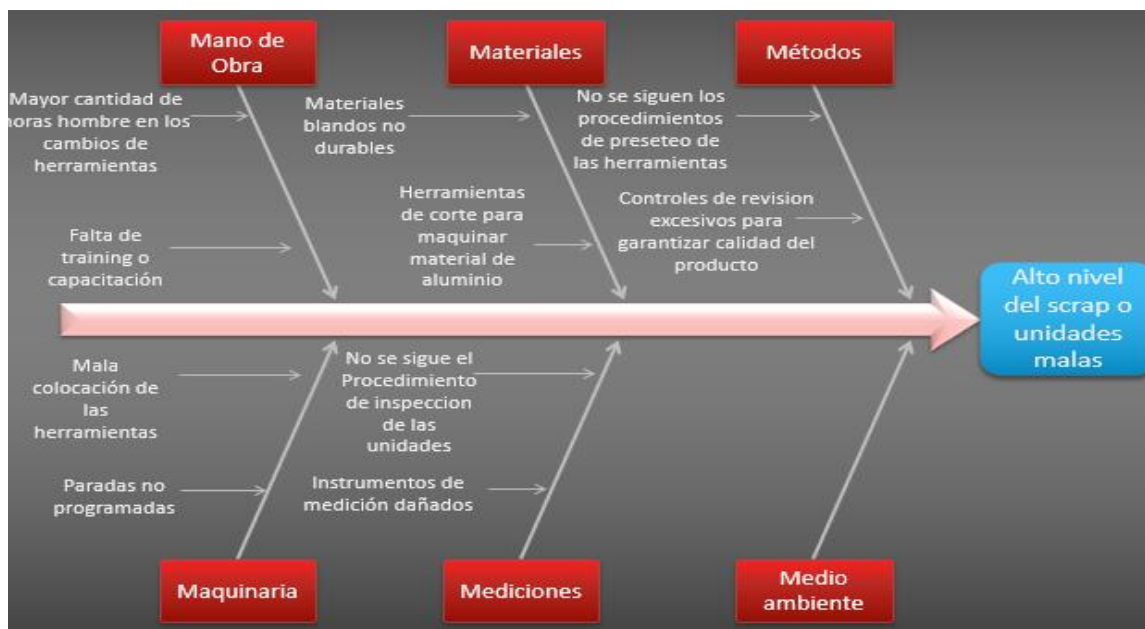 Mano de
Obra
Materiales
Métodos
Mayor cantidad de
horas hombre en los
cambios de
herramientas
Materiales
blandos no
durables
No se siguen los
procedimientos
de preseteo de
las herramientas
Falta de
training o
capacitación
Herramientas
de corte para
maquinar
material de
aluminio
Controles de revision
excesivos para
garantizar calidad del
producto
Alto nivel
del scrap o
unidades
malas
Mala
colocación de
las
herramientas
No se sigue el
Procedimiento
de inspeccion
de las
unidades
Paradas no
programadas
Instrumentos de
medición dañados
Maquinaria
Mediciones
Medio
ambiente